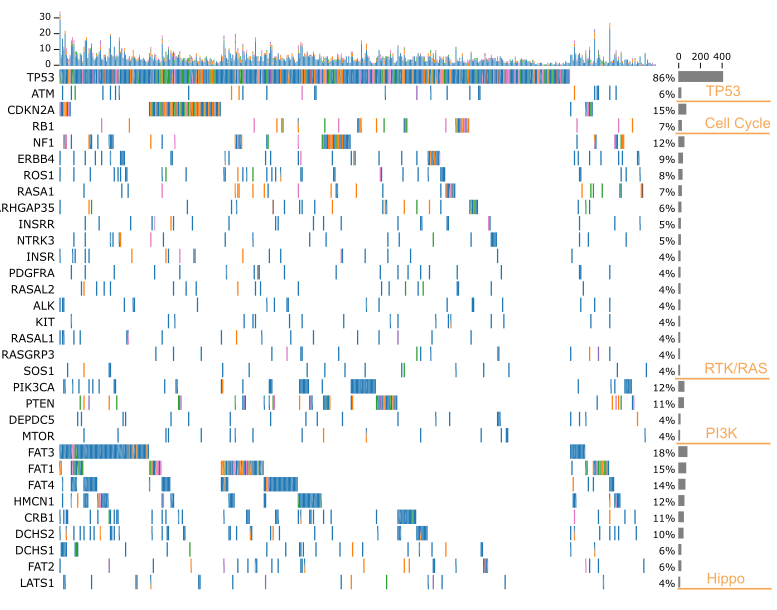 30
20
10
0
0 200 400
TP53 86%
ATM 6% TP53
CDKN2A 15%
RB1 7% Cell Cycle
NF1 12%
ERBB4 9%
ROS1 8%
RASA1 7%
ARHGAP35 6%
INSRR 5%
NTRK3 5%
INSR 4%
PDGFRA 4%
RASAL2 4%
ALK 4%
KIT 4%
RASAL1 4%
RASGRP3 4%
SOS1 4% RTK/RAS
PIK3CA 12%
PTEN 11%
DEPDC5 4%
MTOR 4% PI3K
FAT3 18%
FAT1 15%
FAT4 14%
HMCN1 12%
CRB1 11%
DCHS2 10%
DCHS1 6%
FAT2 6%
LATS1 4% Hippo